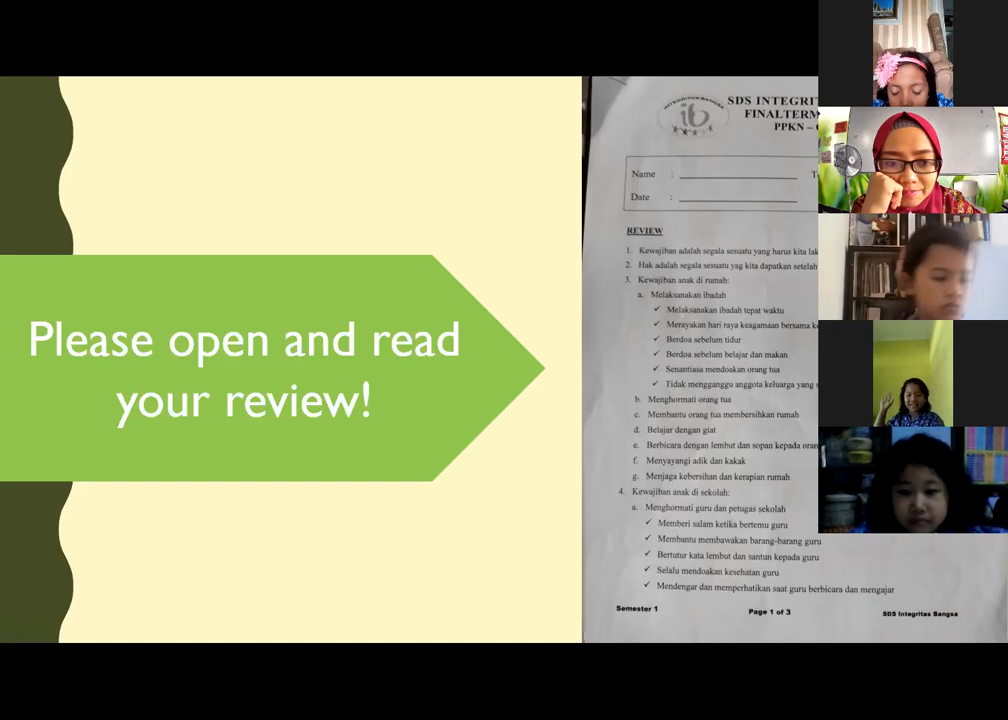 Please open and read
your review!
INTEGRITAS BANGSA
ib
SDS INTEGRIT
FINALTERM
PPKN –
Name : 
Date :
REVIEW
1. Kewajiban adalah segala sesuatu yang harus kita lak
2. Hak adalah segala sesuatu yag kita dapatkan setelah
3. Kewajiban anak di rumah:
a. Melaksanakan ibadah
✓ Melaksanakan ibadah tepat waktu
✓ Merayakan hari raya keagamaan bersama ke
✓ Berdoa sebelum tidur
✓ Berdoa sebelum belajar dan makan
✓ Senantiasa mendoakan orang tua
✓ Tidak mengganggu anggota keluarga yang s
b. Menghormati orang tua
c. Membantu orang tua membersihkan rumah
d. Belajar dengan giat
e. Berbicara dengan lembut dan sopan kepada oran
f. Menyayangi adik dan kakak
g. Menjaga kebersihan dan kerapian rumah
4. Kewajiban anak di sekolah:
a. Menghormati guru dan petugas sekolah
✓ Memberi salam ketika bertemu guru
✓ Membantu membawakan barang-barang guru
✓ Bertutur kata lembut dan santun kepada guru
✓ Selalu mendoakan kesehatan guru
✓ Mendengar dan memperhatikan saat guru berbicara dan mengajar
Semester 1 Page 1 of 3 SDS Integritas Bangsa